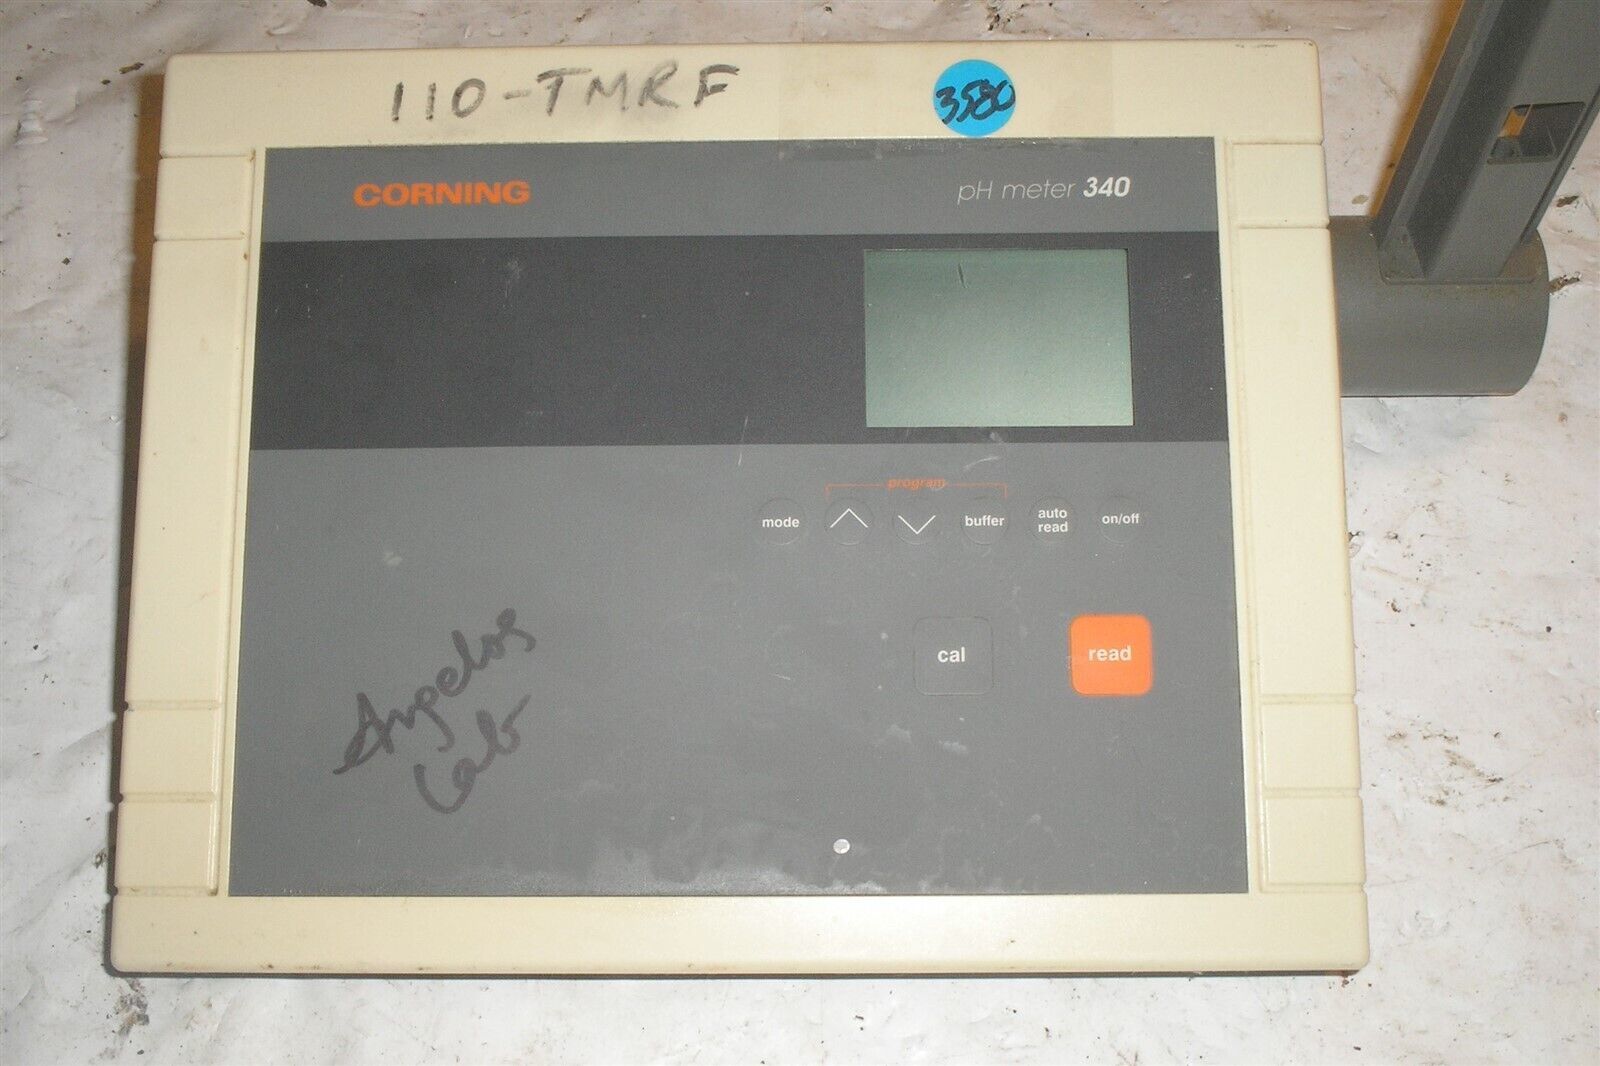 110-TMRF
3580
CORNING
pH meter 340
program
mode
buffer
auto
read
on/off
cal
read
Angelos
Lab